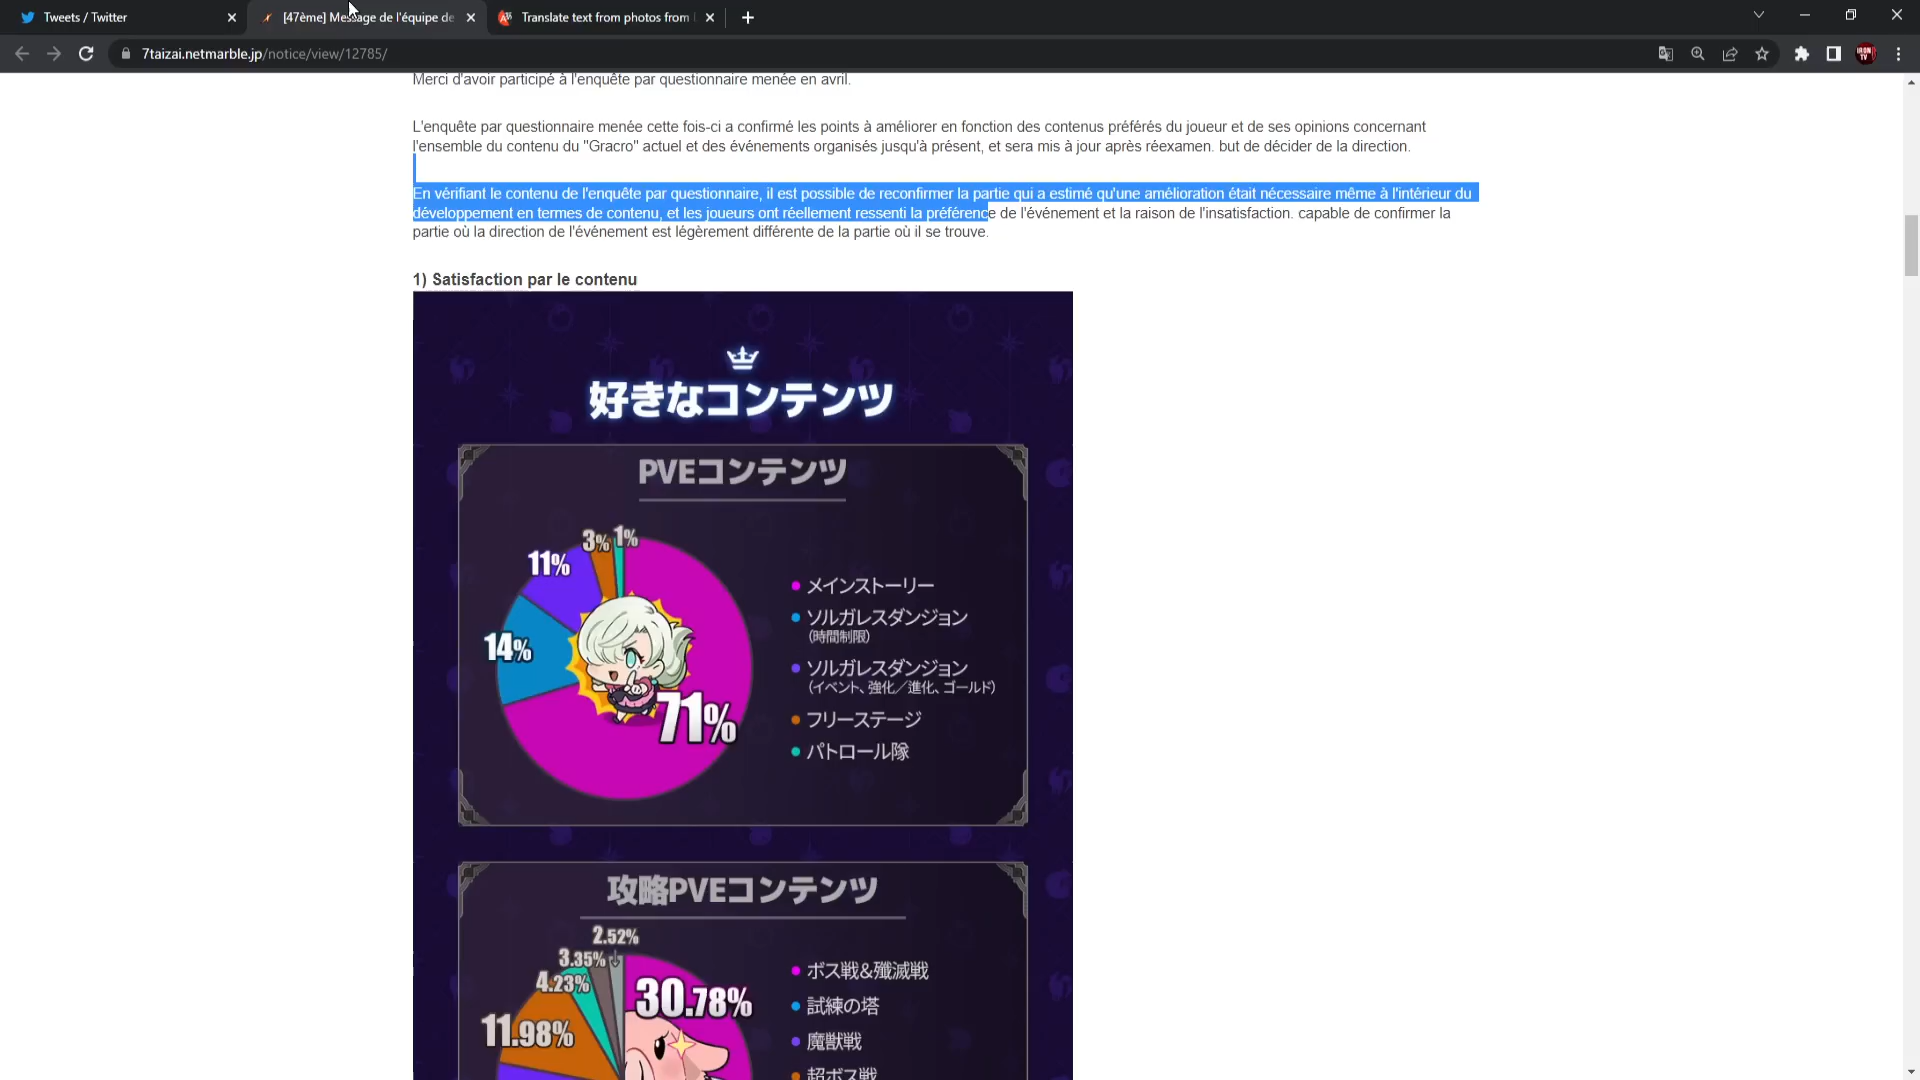 Tweets / Twitter
[47ème] Message de l'équipe de
Translate text from photos from
7taizai.netmarble.jp/notice/view/12785/
Merci d'avoir participé à l'enquête par questionnaire menée en avril.
L'enquête par questionnaire menée cette fois-ci a confirmé les points à améliorer en fonction des contenus préférés du joueur et de ses opinions concernant
l'ensemble du contenu du "Gracro" actuel et des événements organisés jusqu'à présent, et sera mis à jour après réexamen. but de décider de la direction.
En vérifiant le contenu de l'enquête par questionnaire, il est possible de reconfirmer la partie qui a estimé qu'une amélioration était nécessaire même à l'intérieur du
développement en termes de contenu, et les joueurs ont réellement ressenti la préférence de l'événement et la raison de l'insatisfaction. capable de confirmer la
partie où la direction de l'événement est légèrement différente de la partie où il se trouve.
1) Satisfaction par le contenu
好きなコンテンツ
PVEコンテンツ
3% 1%
11%
14%
71%
メインストーリー
ソルガレスダンジョン
(時間制限)
ソルガレスダンジョン
(イベント、強化/進化、ゴールド)
フリーステージ
パトロール隊
攻略PVEコンテンツ
2.52%
3.35%
4.23%
30.78%
11.98%
ボス戦&殲滅戦
試練の塔
魔獣戦
超ボス戦